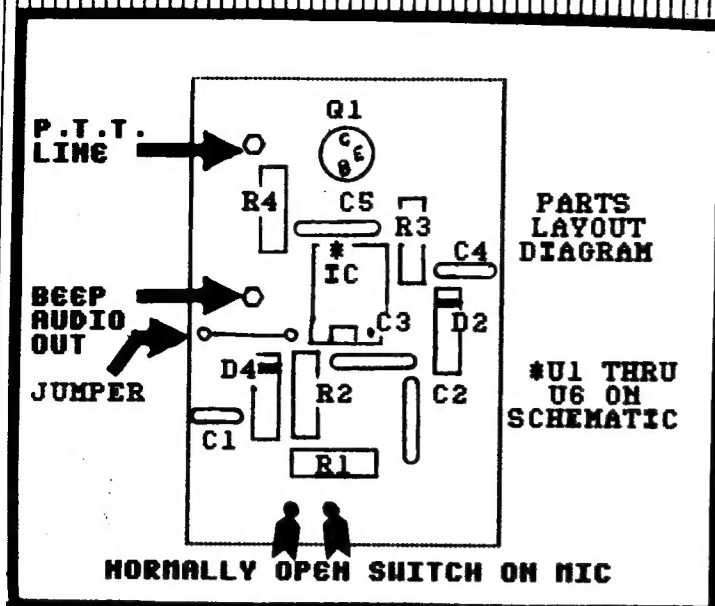 Q1
C
E
B
P.T.T.
LINE
R4
C5
R3
PARTS
LAYOUT
DIAGRAM
*
IC
C4
BEEP
AUDIO
OUT
C3
D2
JUMPER
D4
R2
C2
*U1 THRU
U6 ON
SCHEMATIC
C1
R1
NORMALLY OPEN SWITCH ON MIC